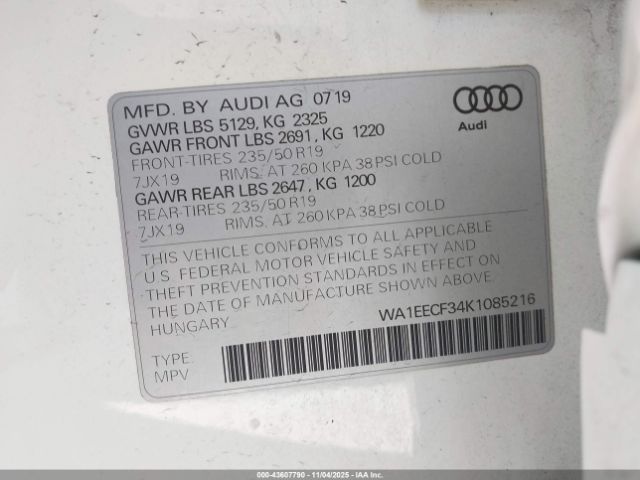 MFD. BY AUDI AG 07 19
GVWR LBS 5129, KG 2325
GAWR FRONT LBS 2691, KG 1220
FRONT-TIRES 235/50 R19
7JX19 RIMS, AT 260 KPA 38 PSI COLD
GAWR REAR LBS 2647, KG 1200
REAR-TIRES 235/50 R19
7JX19 RIMS, AT 260 KPA 38 PSI COLD
Audi
THIS VEHICLE CONFORMS TO ALL APPLICABLE
U.S. FEDERAL MOTOR VEHICLE SAFETY AND
THEFT PREVENTION STANDARDS IN EFFECT ON
THE DATE OF MANUFACTURE SHOWN ABOVE.
HUNGARY
WA1EECF34K1085216
TYPE:
MPV
000-43607790 - 11/04/2025 - IAA, Inc.